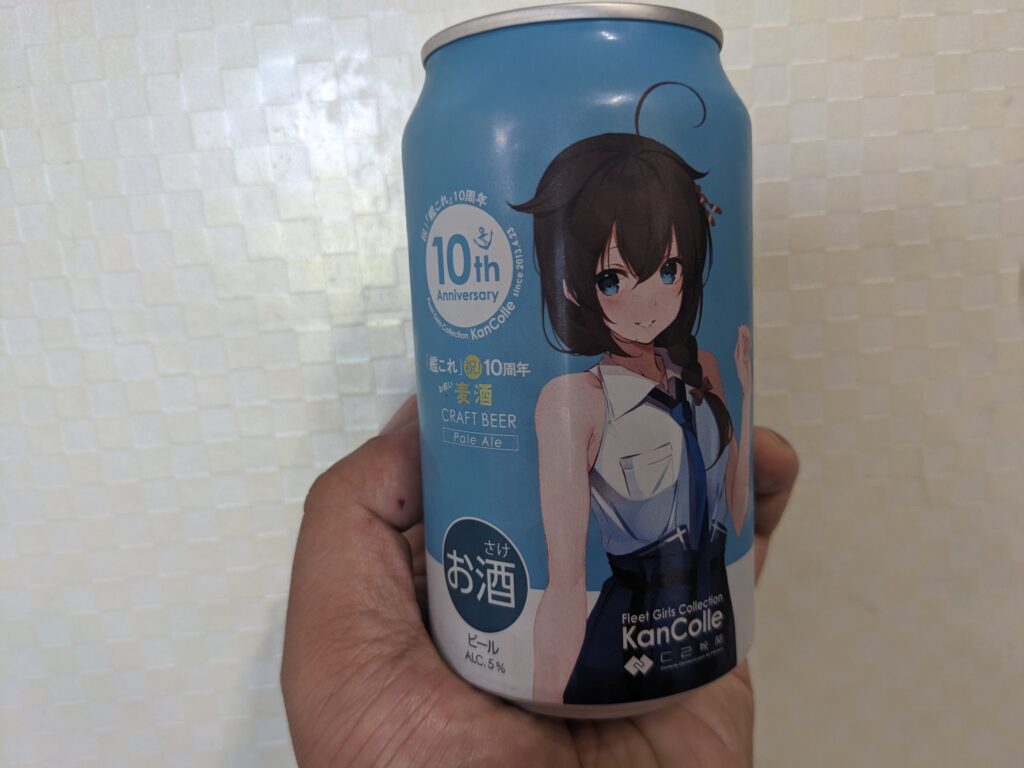 祝!「艦これ」10周年
10th
Anniversary
since 2013.4.23
Fleet Girls Collection KanColle
「艦これ」祝!10周年
お祝い
麦酒
CRAFT BEER
Pale Ale
さけ
お酒
ビール
ALC.5%
Fleet Girls Collection
KanColle